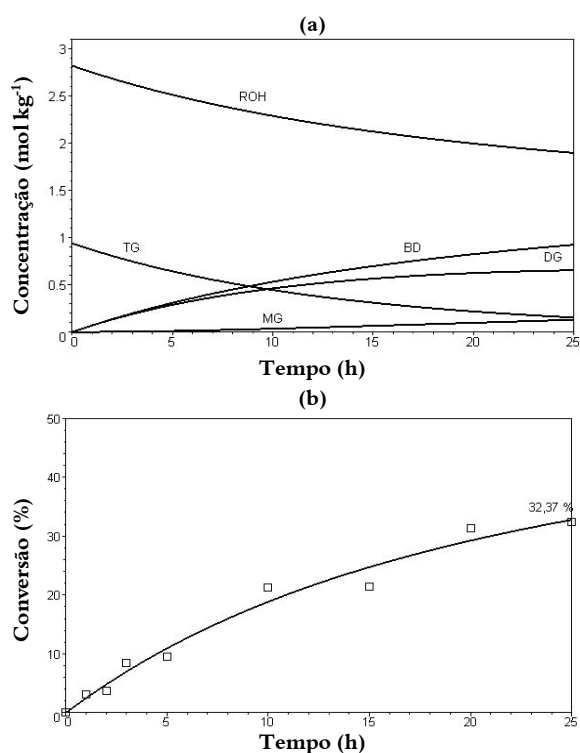 (a)
Concentração (mol kg⁻¹)
3
2.5
2
1.5
1
0.5
0
ROH
TG
BD
DG
MG
0 5 10 15 20 25
Tempo (h)
(b)
Conversão (%)
50
40
30
20
10
0
32,37 %
0 5 10 15 20 25
Tempo (h)